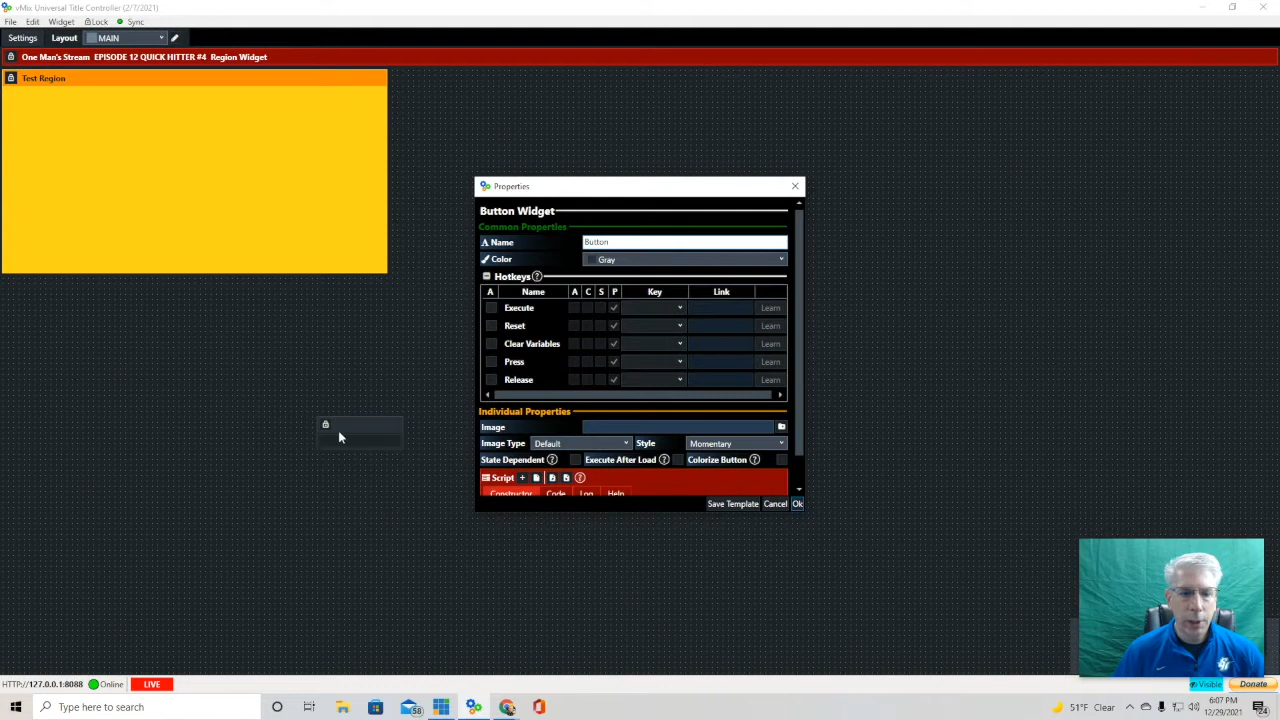 vMix Universal Title Controller (2/7/2021)
File Edit Widget Lock Sync
Settings Layout MAIN
One Man's Stream EPISODE 12 QUICK HITTER #4 Region Widget
Test Region
Properties
Button Widget
Common Properties
Name Button
Color Gray
Hotkeys ?
A Name A C S P Key Link
Execute Learn
Reset Learn
Clear Variables Learn
Press Learn
Release Learn
Individual Properties
Image
Image Type Default Style Momentary
State Dependent ? Execute After Load ? Colorize Button ?
Script + ?
Constructor Code Log Help
Save Template Cancel Ok
HTTP://127.0.0.1:8088 Online LIVE Visible Donate
Type here to search 58 51°F Clear 6:07 PM
12/29/2021 24